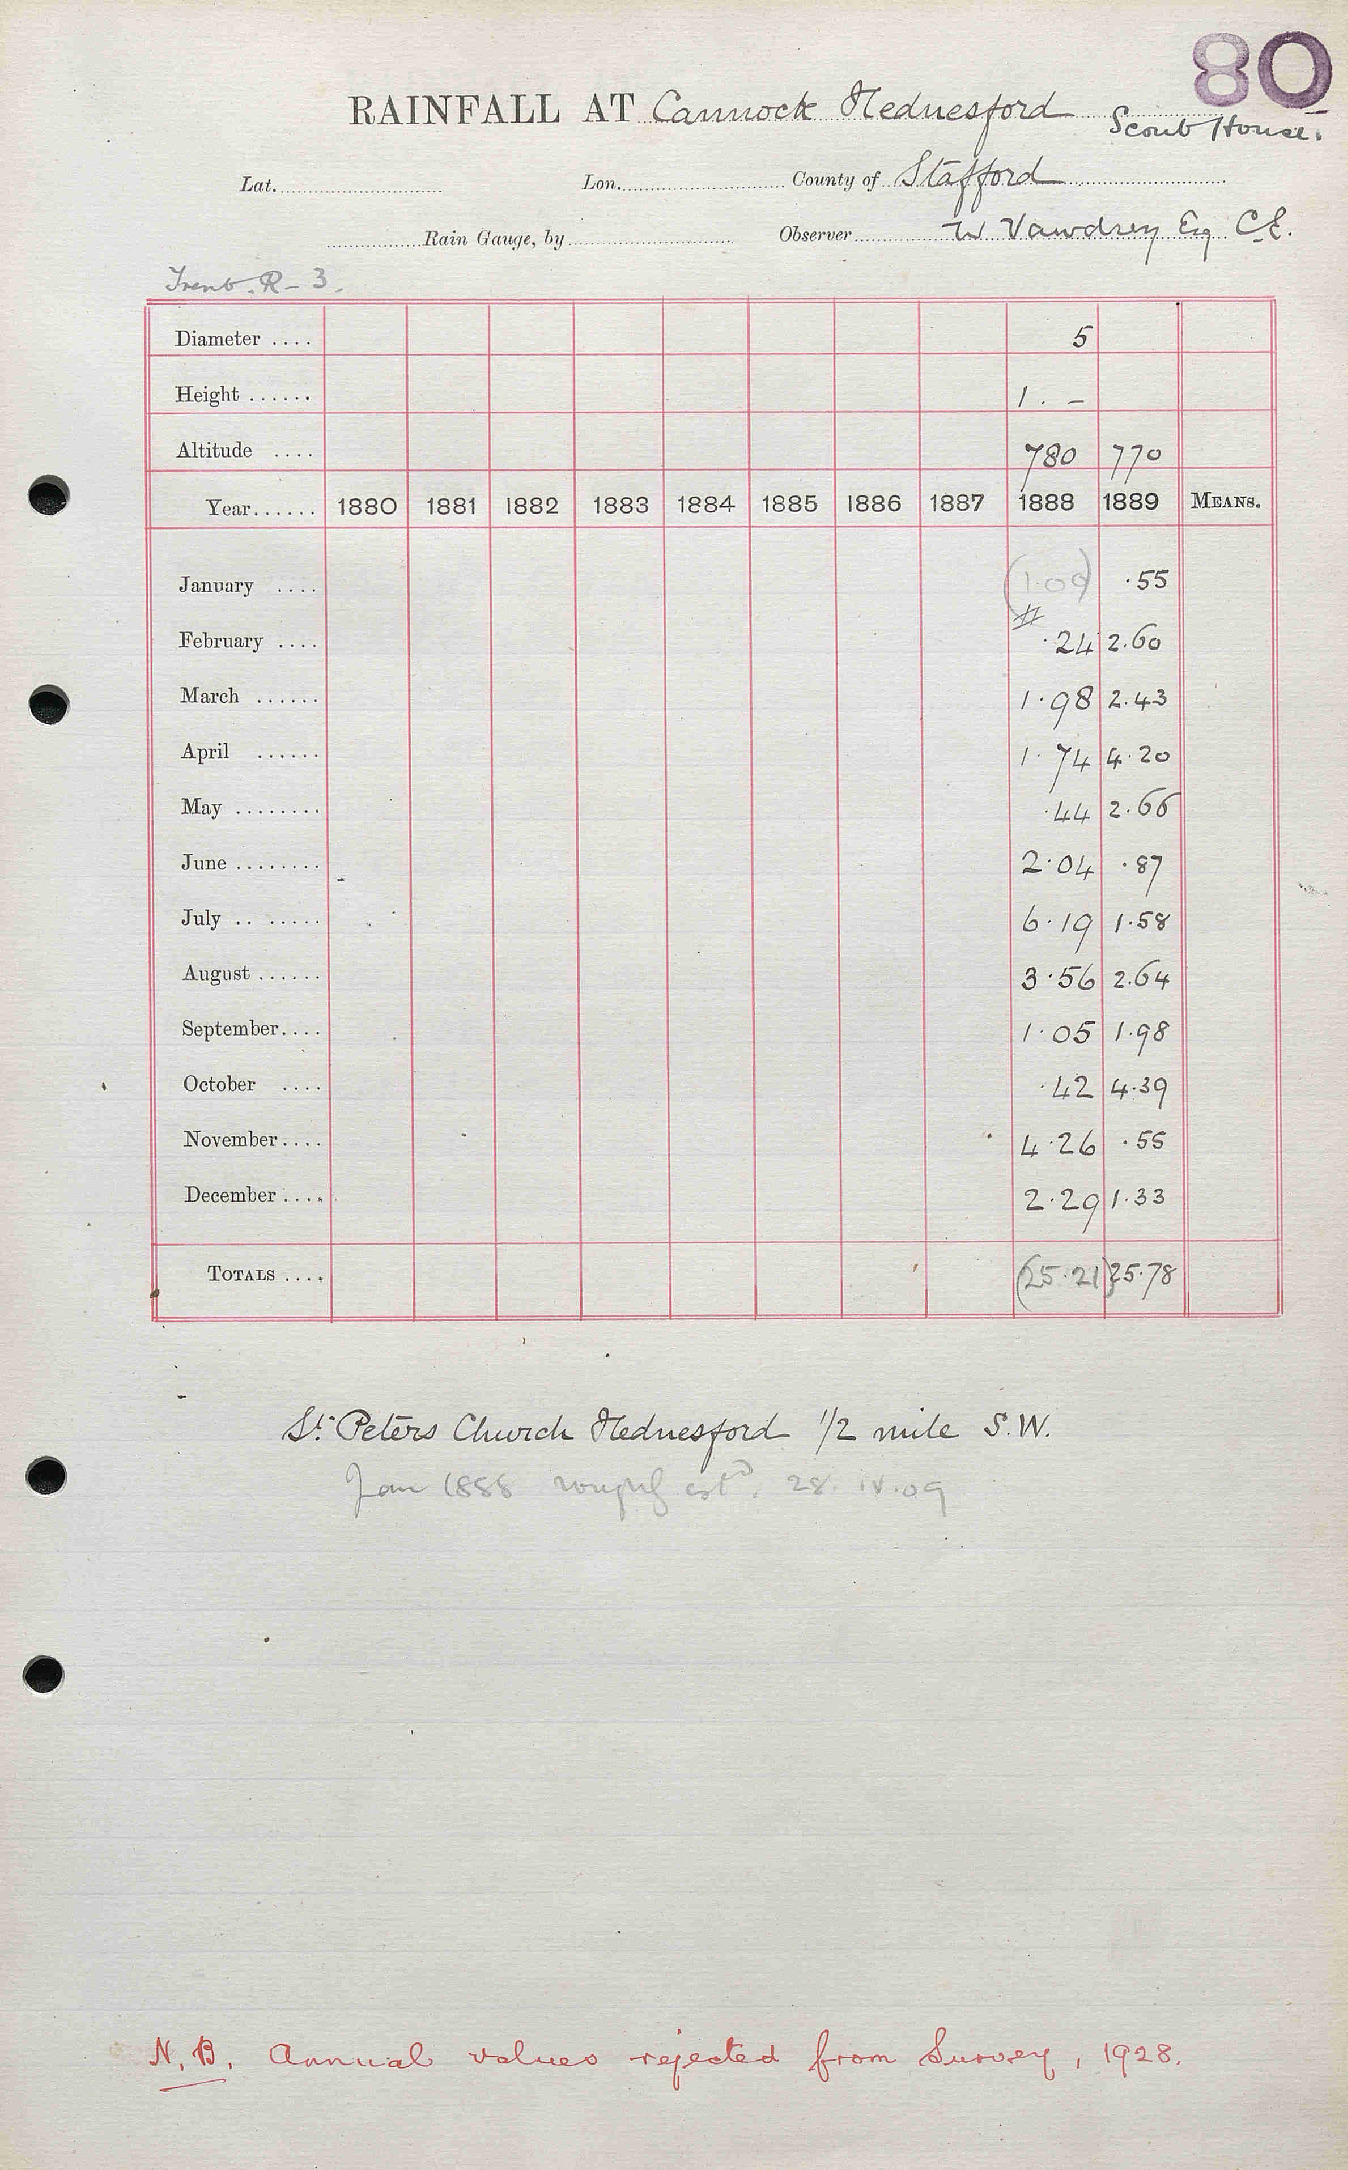 80
RAINFALL AT Cannock Hednesford
Scout House.
Lat. Lon. County of Stafford
Rain Gauge, by Observer W Vawdrey Esq C.E.
Trent. R - 3.
Diameter .... 5
Height ...... 1. –
Altitude .... 780 770
Year...... 1880 1881 1882 1883 1884 1885 1886 1887 1888 1889 MEANS.
January .... (1.00) .55
February .... # .24 2.60
March ...... 1.98 2.43
April ...... 1.74 4.20
May ........ .44 2.66
June ........ 2.04 .87
July .. ..... 6.19 1.58
August ...... 3.56 2.64
September.... 1.05 1.98
October .... .42 4.39
November.... 4.26 .55
December .... 2.29 1.33
TOTALS .... (25.21) 25.78
St. Peters Church Hednesford 1/2 mile S.W.
Jan 1888 roughly estd. 28.IV.09
N.B. Annual values rejected from Survey, 1928.